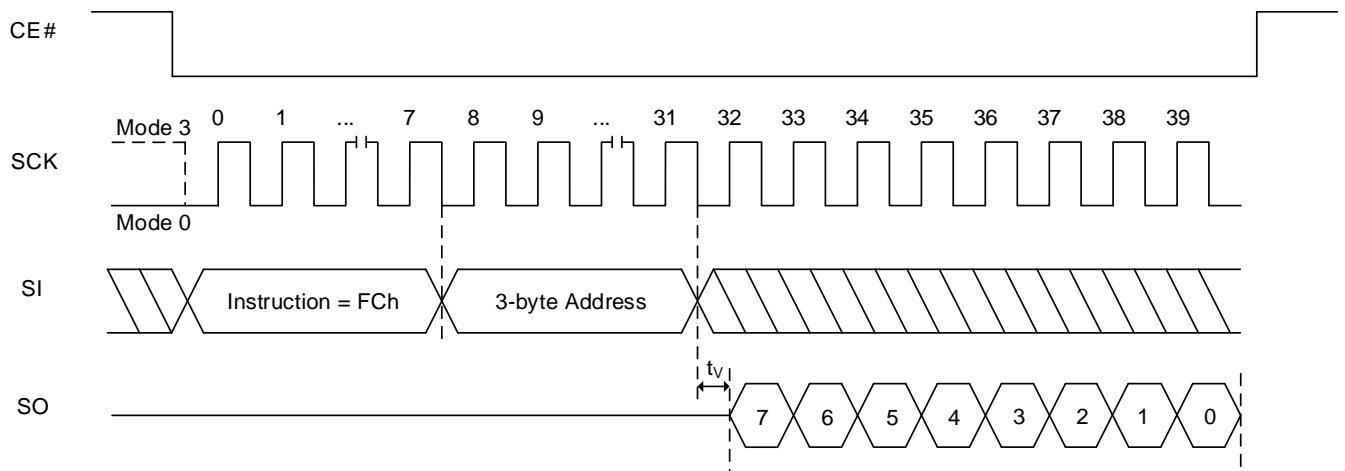 CE#
Mode 3 0 1 ... 7 8 9 ... 31 32 33 34 35 36 37 38 39
SCK
Mode 0
SI
Instruction = FCh 3-byte Address
tV
SO
7 6 5 4 3 2 1 0